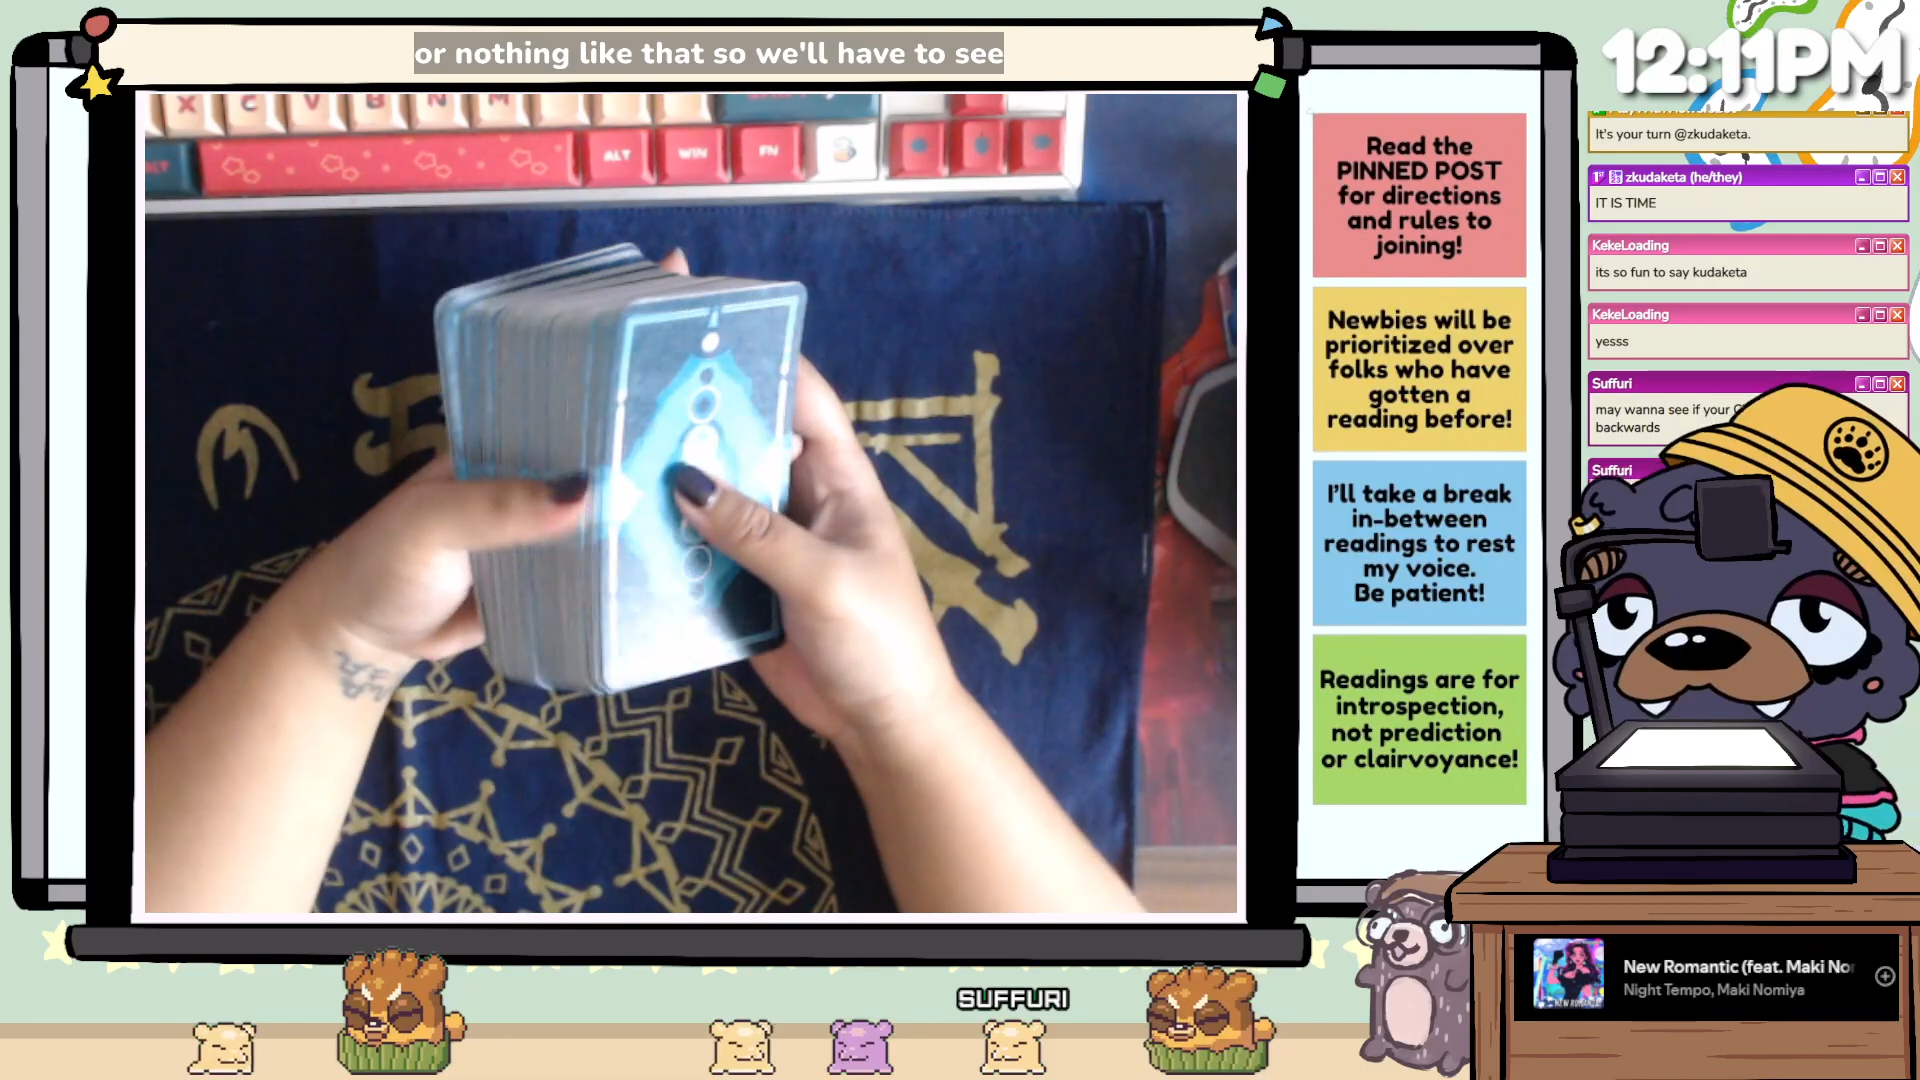 or nothing like that so we'll have to see
12:11PM
X C V B N M
ALT ALT WIN FN
Read the
PINNED POST
for directions
and rules to
joining!
Newbies will be
prioritized over
folks who have
gotten a
reading before!
I'll take a break
in-between
readings to rest
my voice.
Be patient!
Readings are for
introspection,
not prediction
or clairvoyance!
It's your turn @zkudaketa.
zkudaketa (he/they)
IT IS TIME
KekeLoading
its so fun to say kudaketa
KekeLoading
yesss
Suffuri
may wanna see if your
backwards
Suffuri
SUFFURI
New Romantic (feat. Maki No
Night Tempo, Maki Nomiya